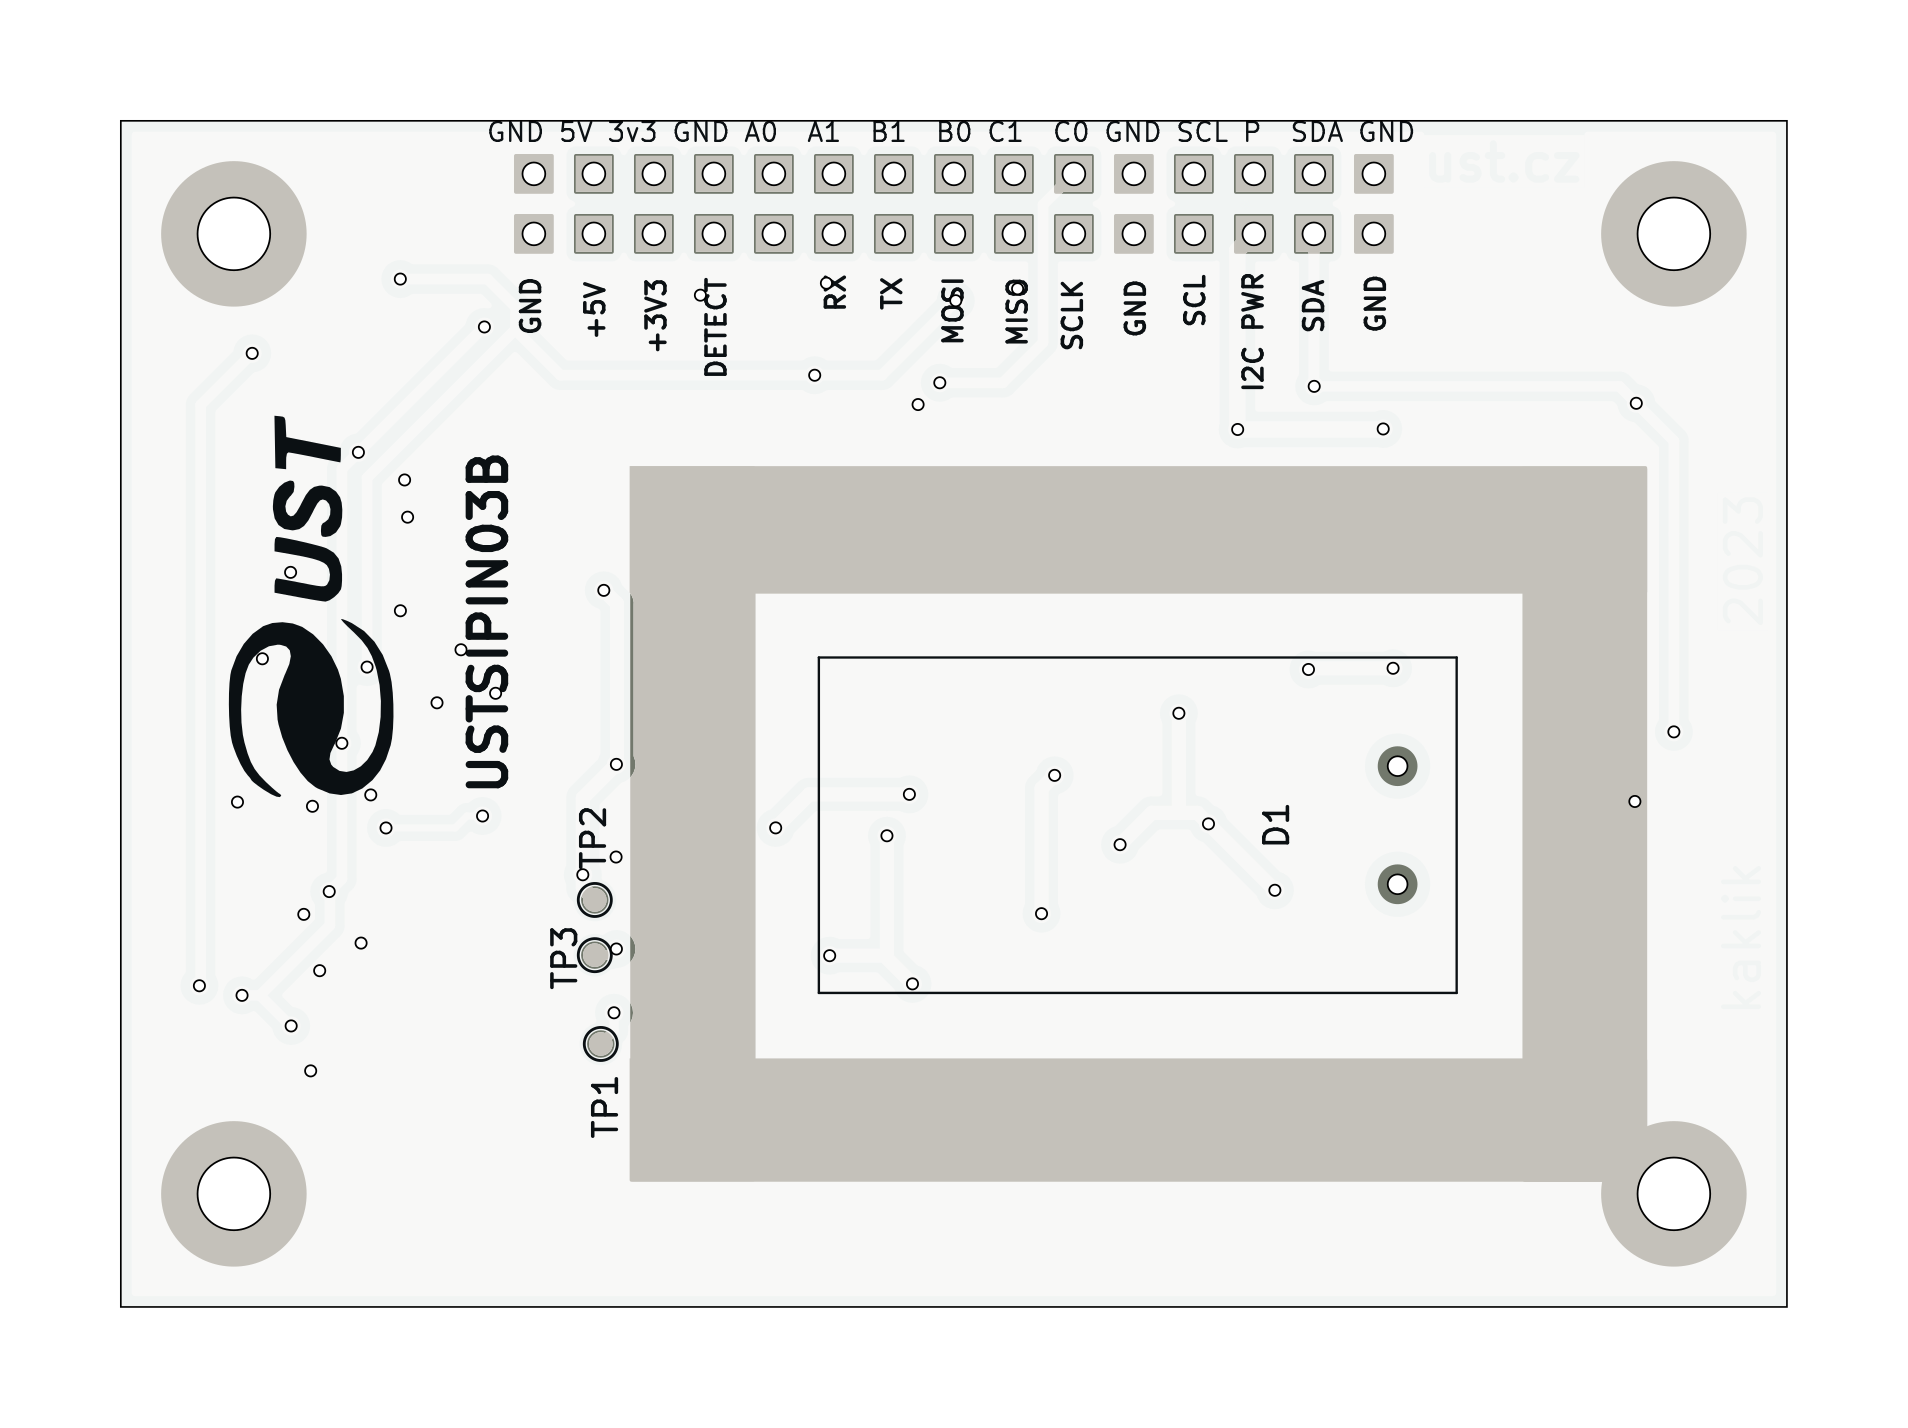 GND 5V 3v3 GND A0 A1 B1 B0 C1 C0 GND SCL P SDA GND
ust.cz
GND +5V +3V3 DETECT RX TX MOSI MISO SCLK GND SCL I2C PWR SDA GND
UST
USTSIPIN03B
2023
TP2
D1
kaklik
TP3
TP1